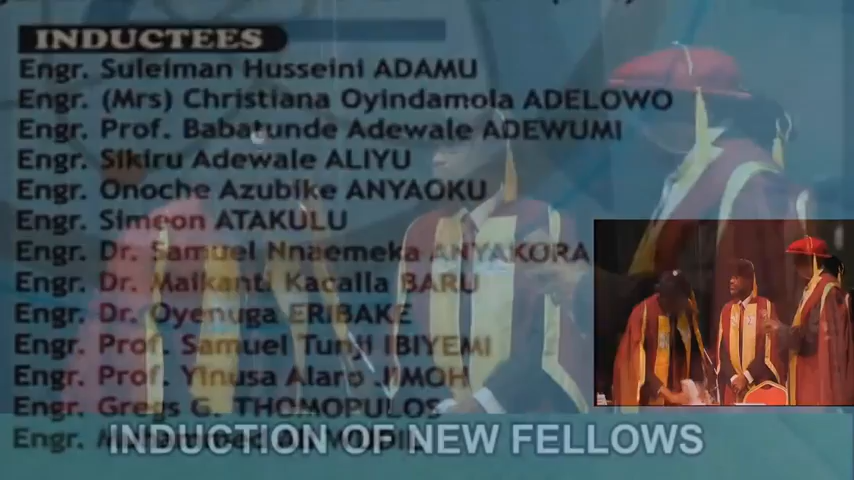 INDUCTEES
Engr. Suleiman Husseini ADAMU
Engr. (Mrs) Christiana Oyindamola ADELOWO
Engr. Prof. Babatunde Adewale ADEWUMI
Engr. Sikiru Adewale ALIYU
Engr. Onoche Azubike ANYAOKU
Engr. Simeon ATAKULU
Engr. Dr. Samuel Nnaemeka ANYAKORA
Engr. Dr. Maikanti Kacalla BARU
Engr. Dr. Oyenuga ERIBAKE
Engr. Prof. Samuel Tunji IBIYEMI
Engr. Prof. Yinusa Alaro JIMOH
Engr. Gregs G. THOMOPULOS
Engr.
INDUCTION OF NEW FELLOWS